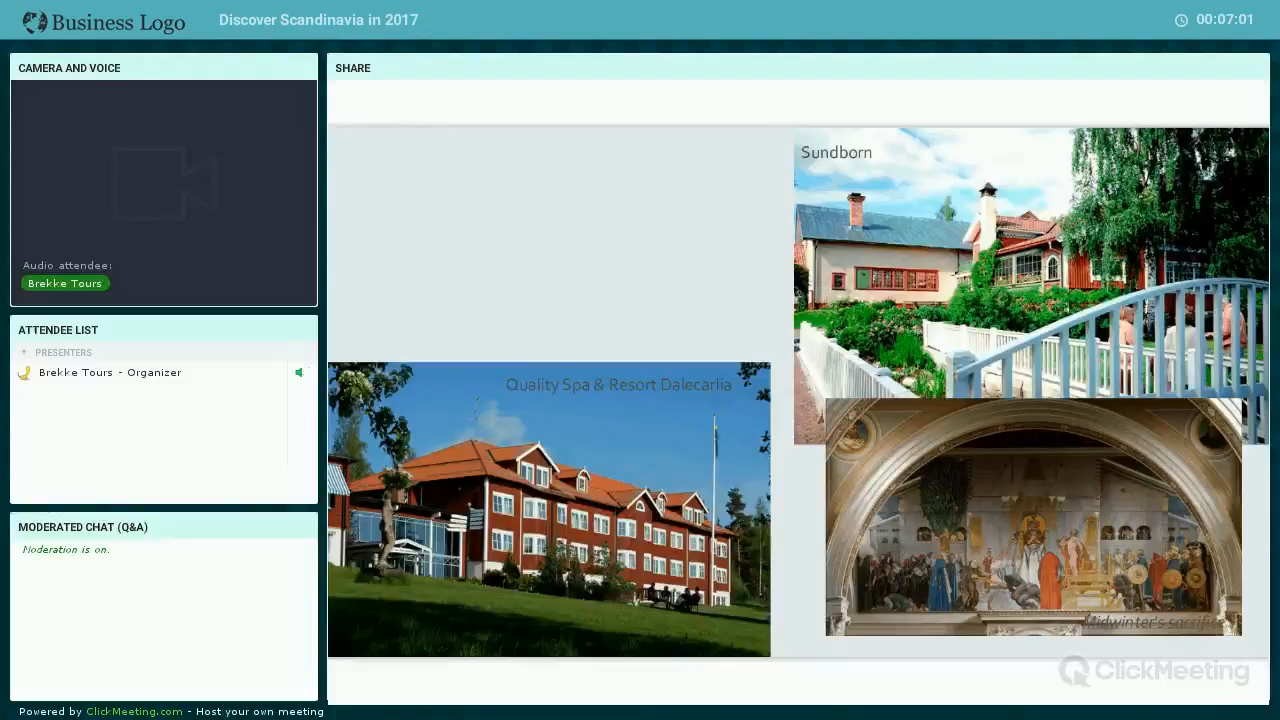 Business Logo
Discover Scandinavia in 2017
00:07:01
CAMERA AND VOICE
Audio attendee:
Brekke Tours
ATTENDEE LIST
PRESENTERS
Brekke Tours - Organizer
MODERATED CHAT (Q&A)
Moderation is on.
SHARE
Sundborn
Quality Spa & Resort Dalecarlia
Midwinter's sacrifice
ClickMeeting
Powered by ClickMeeting.com - Host your own meeting